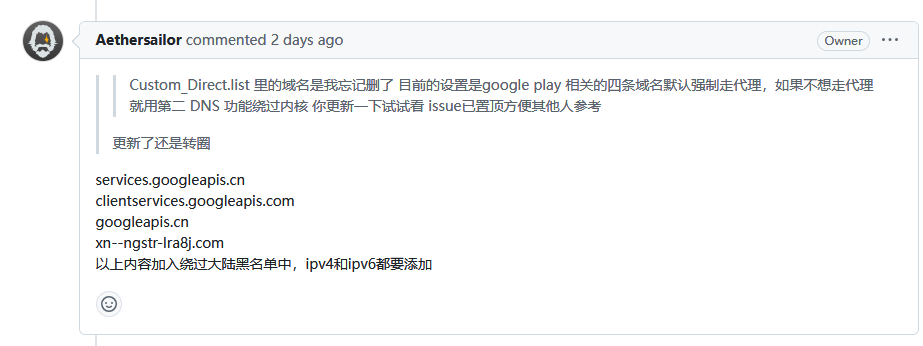 Aethersailor commented 2 days ago Owner
Custom_Direct.list 里的域名是我忘记删了 目前的设置是google play 相关的四条域名默认强制走代理，如果不想走代理
就用第二 DNS 功能绕过内核 你更新一下试试看 issue已置顶方便其他人参考
更新了还是转圈
services.googleapis.cn
clientservices.googleapis.com
googleapis.cn
xn--ngstr-lra8j.com
以上内容加入绕过大陆黑名单中，ipv4和ipv6都要添加